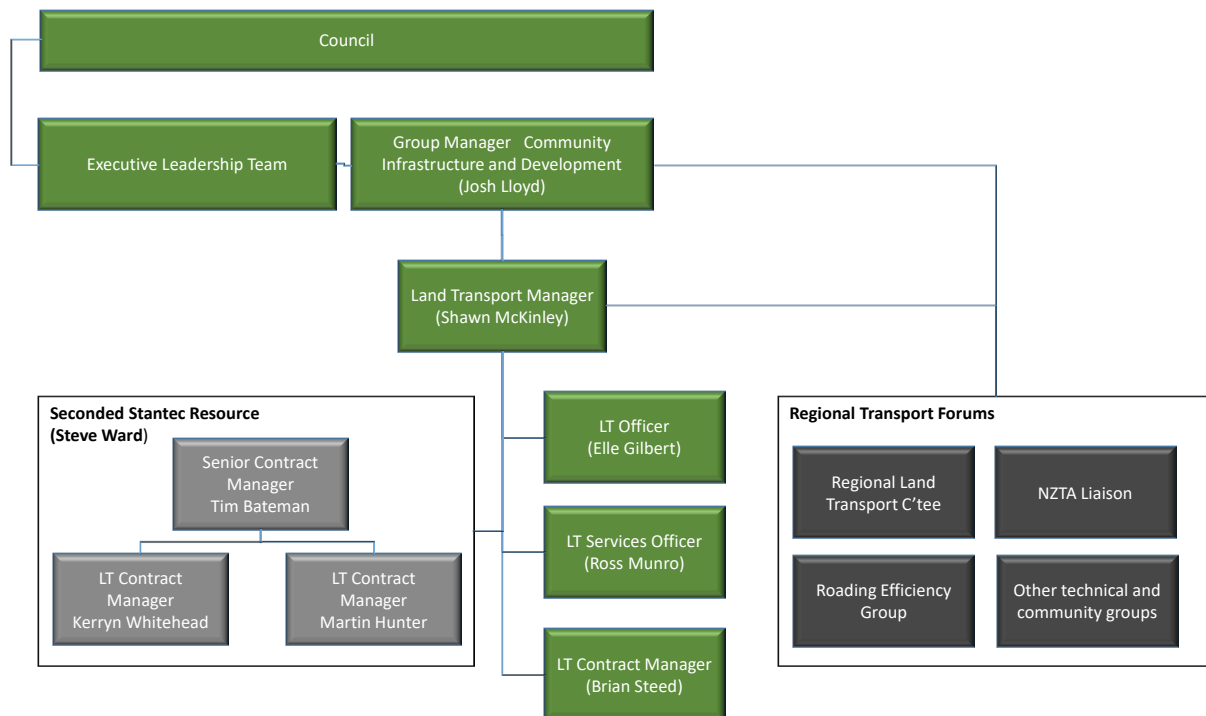 Council
Executive Leadership Team
Group Manager Community
Infrastructure and Development
(Josh Lloyd)
Land Transport Manager
(Shawn McKinley)
Seconded Stantec Resource
(Steve Ward)
Senior Contract
Manager
Tim Bateman
LT Contract
Manager
Kerryn Whitehead
LT Contract
Manager
Martin Hunter
LT Officer
(Elle Gilbert)
LT Services Officer
(Ross Munro)
LT Contract Manager
(Brian Steed)
Regional Transport Forums
Regional Land
Transport C'tee
NZTA Liaison
Roading Efficiency
Group
Other technical and
community groups